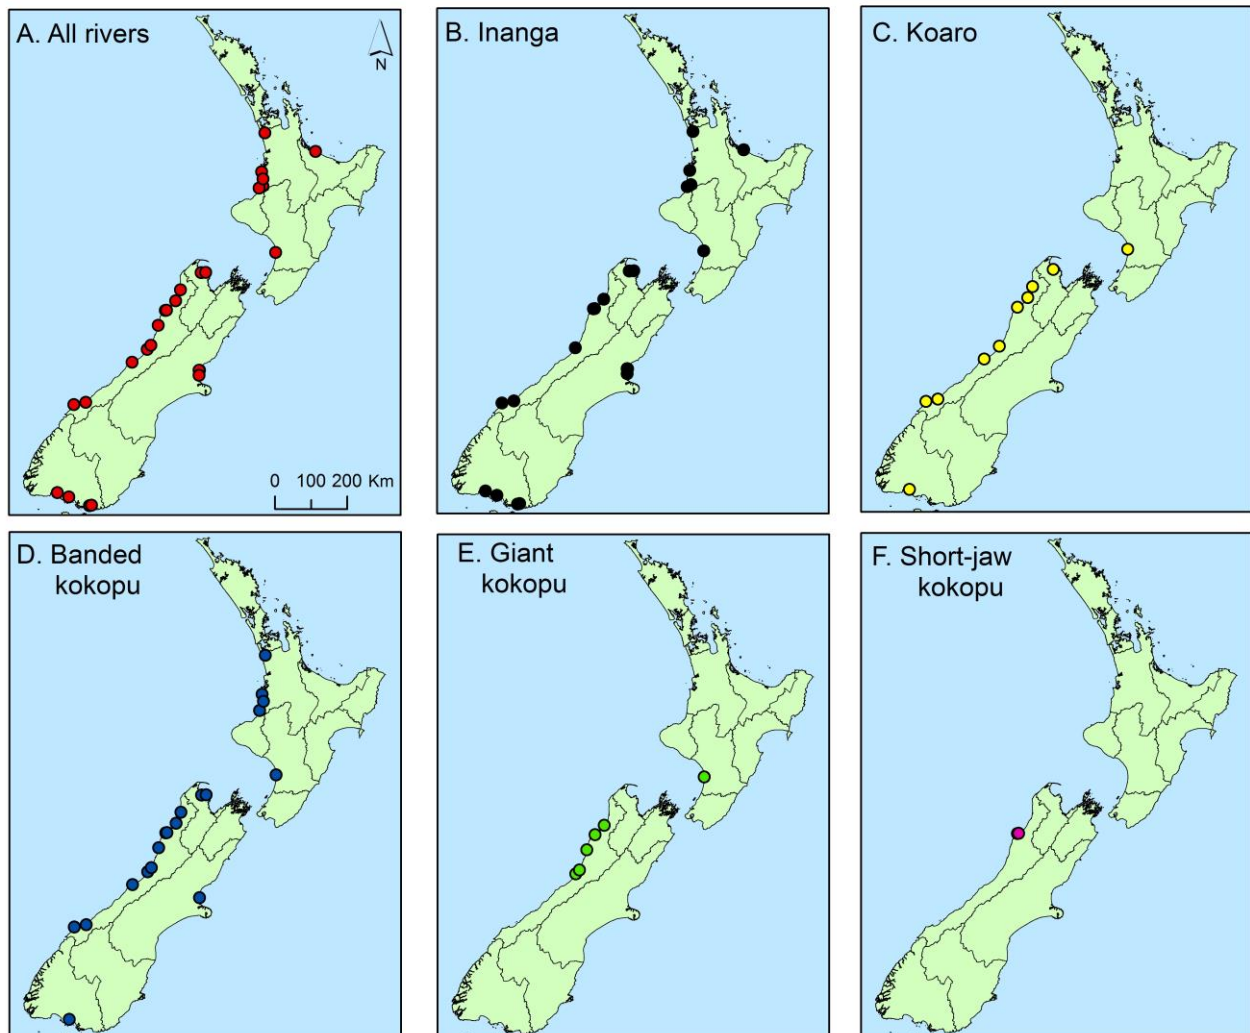 A. All rivers
N
0 100 200 Km
B. Inanga
C. Koaro
D. Banded
kokopu
E. Giant
kokopu
F. Short-jaw
kokopu